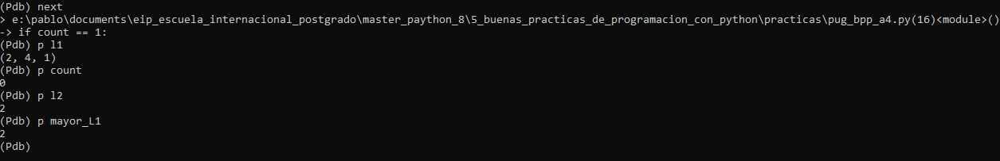 (Pdb) next
> e:\pablo\documents\eip_escuela_internacional_postgrado\master_payton_8\5_buenas_practicas_de_programacion_con_python\practicas\pug_bpp_a4.py(16)<module>()
-> if count == 1:
(Pdb) p l1
(2, 4, 1)
(Pdb) p count
0
(Pdb) p l2
2
(Pdb) p mayor_L1
2
(Pdb)